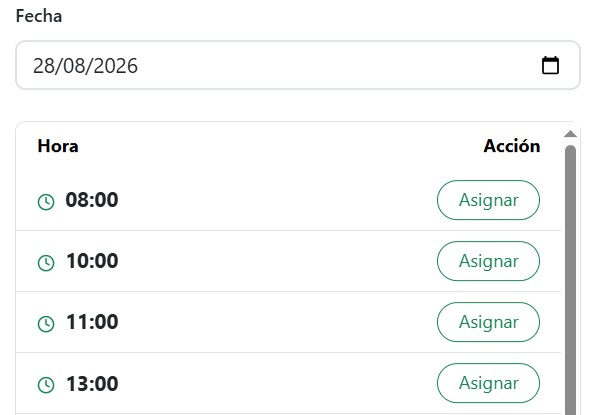 Fecha
28/08/2026
Hora Acción
08:00 Asignar
10:00 Asignar
11:00 Asignar
13:00 Asignar